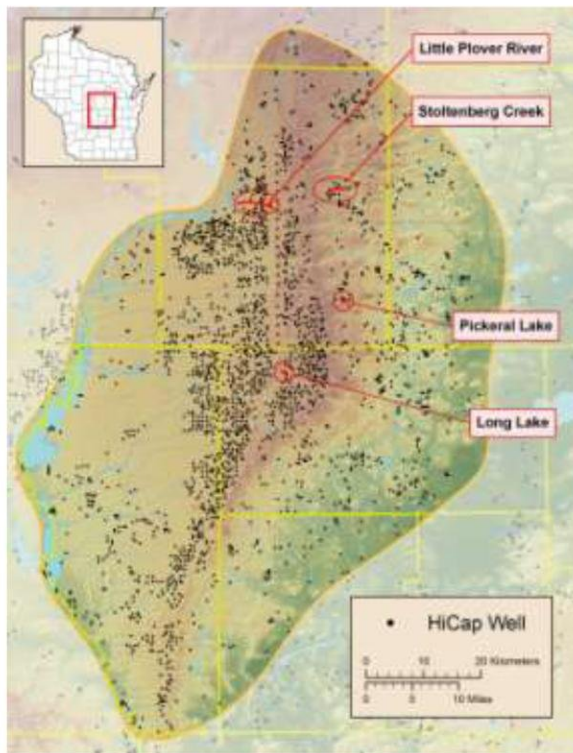 Little Plover River
Stoltenberg Creek
Pickeral Lake
Long Lake
HiCap Well
0 10 20 Kilometers
0 5 10 Miles